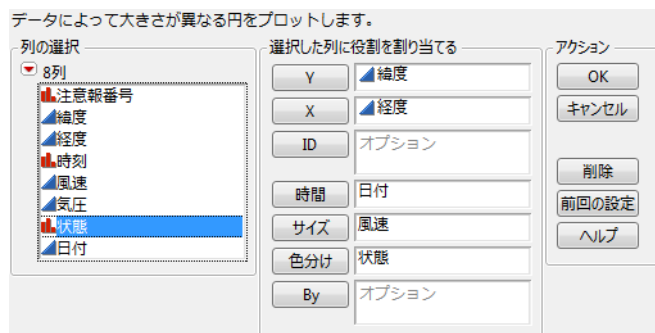 データによって大きさが異なる円をプロットします。
列の選択
8列
注意報番号
緯度
経度
時刻
風速
気圧
状態
日付
選択した列に役割を割り当てる
Y 緯度
X 経度
ID オプション
時間 日付
サイズ 風速
色分け 状態
By オプション
アクション
OK
キャンセル
削除
前回の設定
ヘルプ